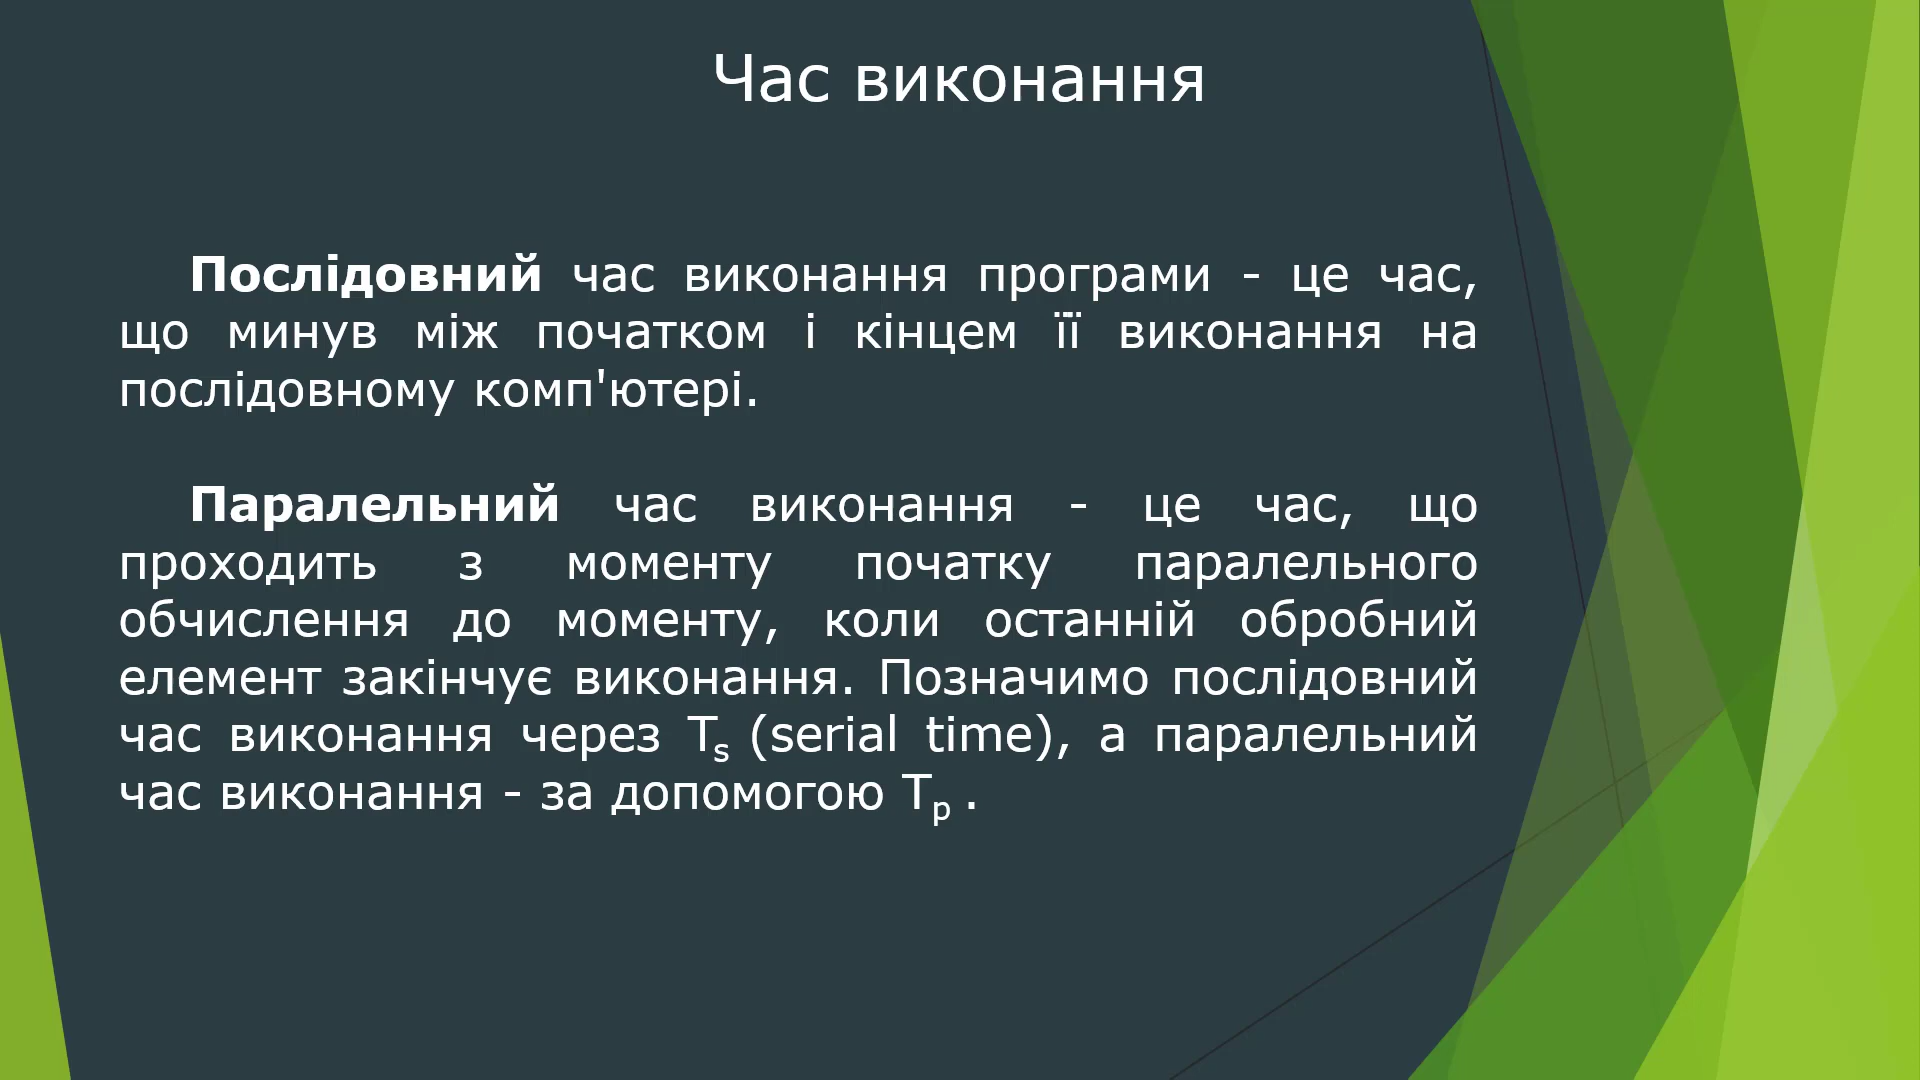 Час виконання
Послідовний час виконання програми - це час,
що минув між початком і кінцем її виконання на
послідовному комп'ютері.
Паралельний час виконання - це час, що
проходить з моменту початку паралельного
обчислення до моменту, коли останній обробний
елемент закінчує виконання. Позначимо послідовний
час виконання через Ts (serial time), а паралельний
час виконання - за допомогою Tp .